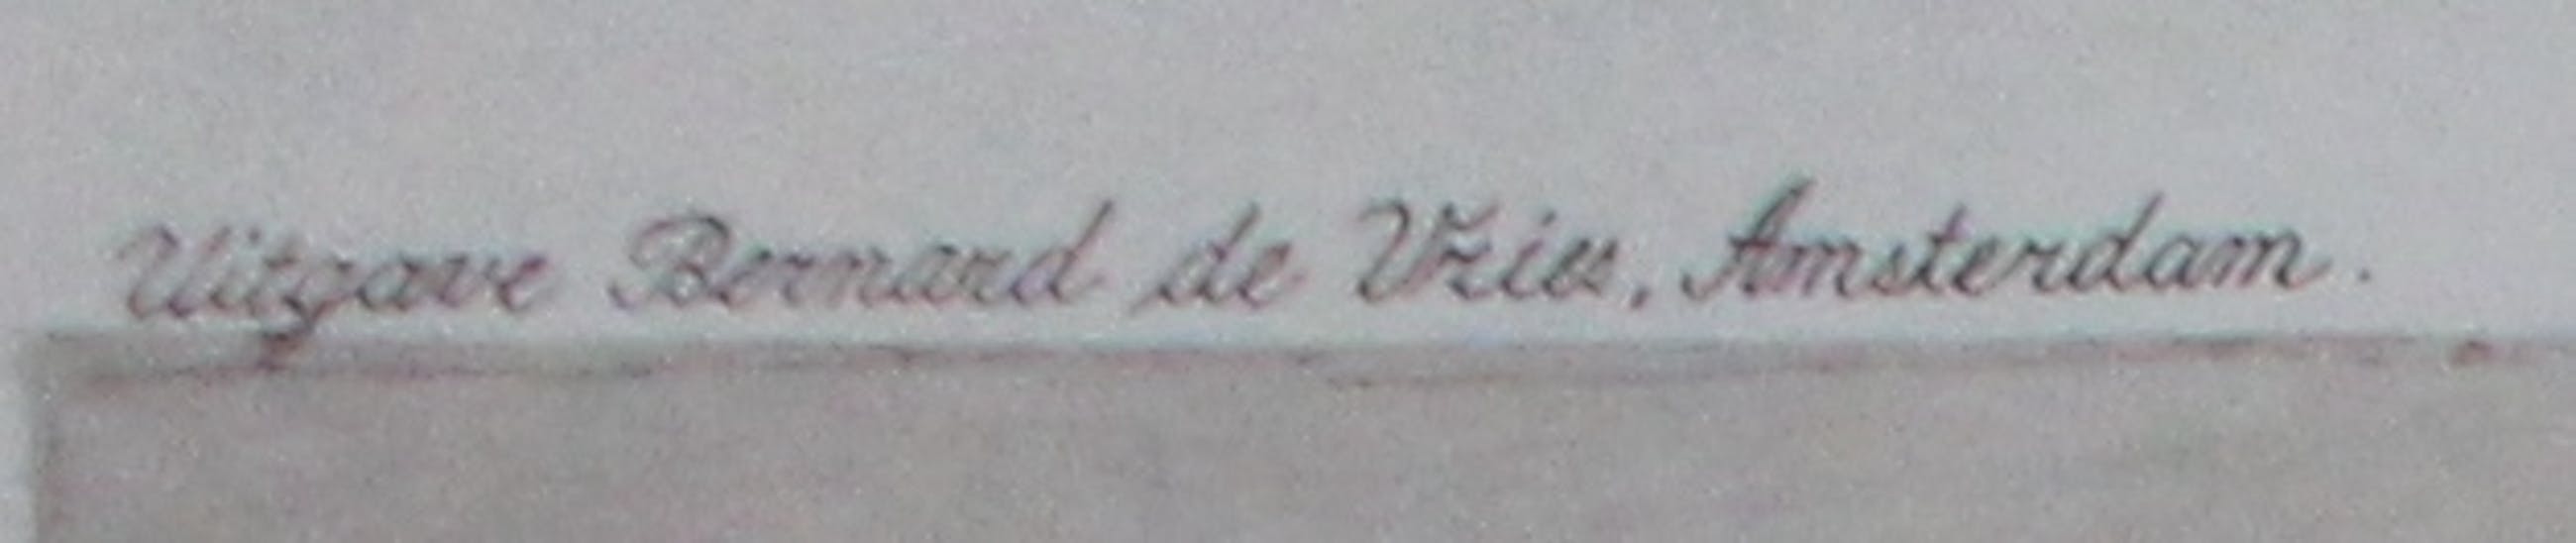 Uitgave Bernard de Vries, Amsterdam.